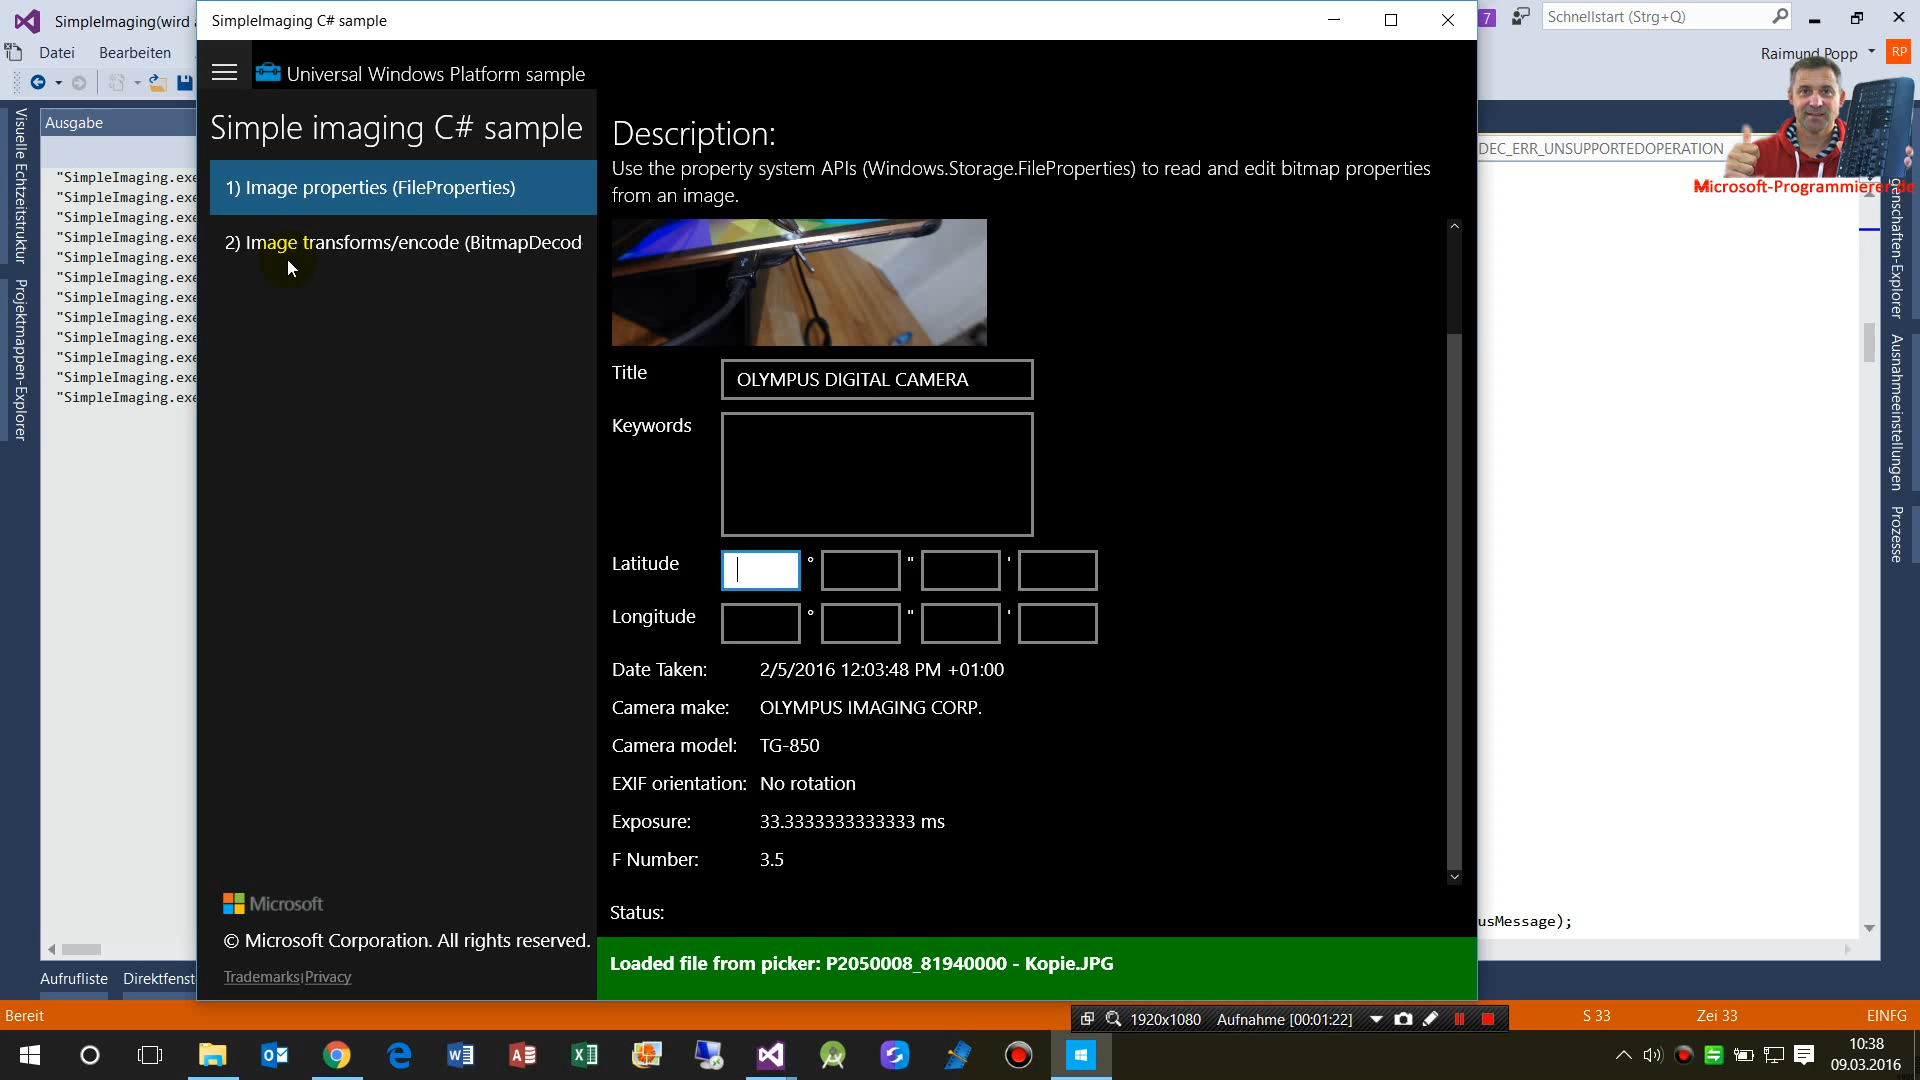 SimpleImaging(wird
SimpleImaging C# sample
7
Schnellstart (Strg+Q)
Datei
Bearbeiten
Universal Windows Platform sample
Raimund Popp
RP
Ausgabe
Simple imaging C# sample
Description:
DEC_ERR_UNSUPPORTEDOPERATION
Use the property system APIs (Windows.Storage.FileProperties) to read and edit bitmap properties
from an image.
Microsoft-Programmierer.de
1) Image properties (FileProperties)
2) Image transforms/encode (BitmapDecod
"SimpleImaging.exe
"SimpleImaging.exe
"SimpleImaging.exe
"SimpleImaging.exe
"SimpleImaging.exe
"SimpleImaging.exe
"SimpleImaging.exe
"SimpleImaging.exe
"SimpleImaging.exe
"SimpleImaging.exe
"SimpleImaging.exe
"SimpleImaging.exe
Visuelle Echtzeitstruktur
Projektmappen-Explorer
genschaften-Explorer
Ausnahmeeinstellungen
Prozesse
Title
OLYMPUS DIGITAL CAMERA
Keywords
Latitude ° " '
Longitude ° " '
Date Taken: 2/5/2016 12:03:48 PM +01:00
Camera make: OLYMPUS IMAGING CORP.
Camera model: TG-850
EXIF orientation: No rotation
Exposure: 33.3333333333333 ms
F Number: 3.5
Microsoft
Status:
usMessage);
© Microsoft Corporation. All rights reserved.
Loaded file from picker: P2050008_81940000 - Kopie.JPG
Trademarks|Privacy
Aufrufliste
Direktfenst
Bereit
1920x1080
Aufnahme [00:01:22]
S 33
Zei 33
EINFG
10:38
09.03.2016